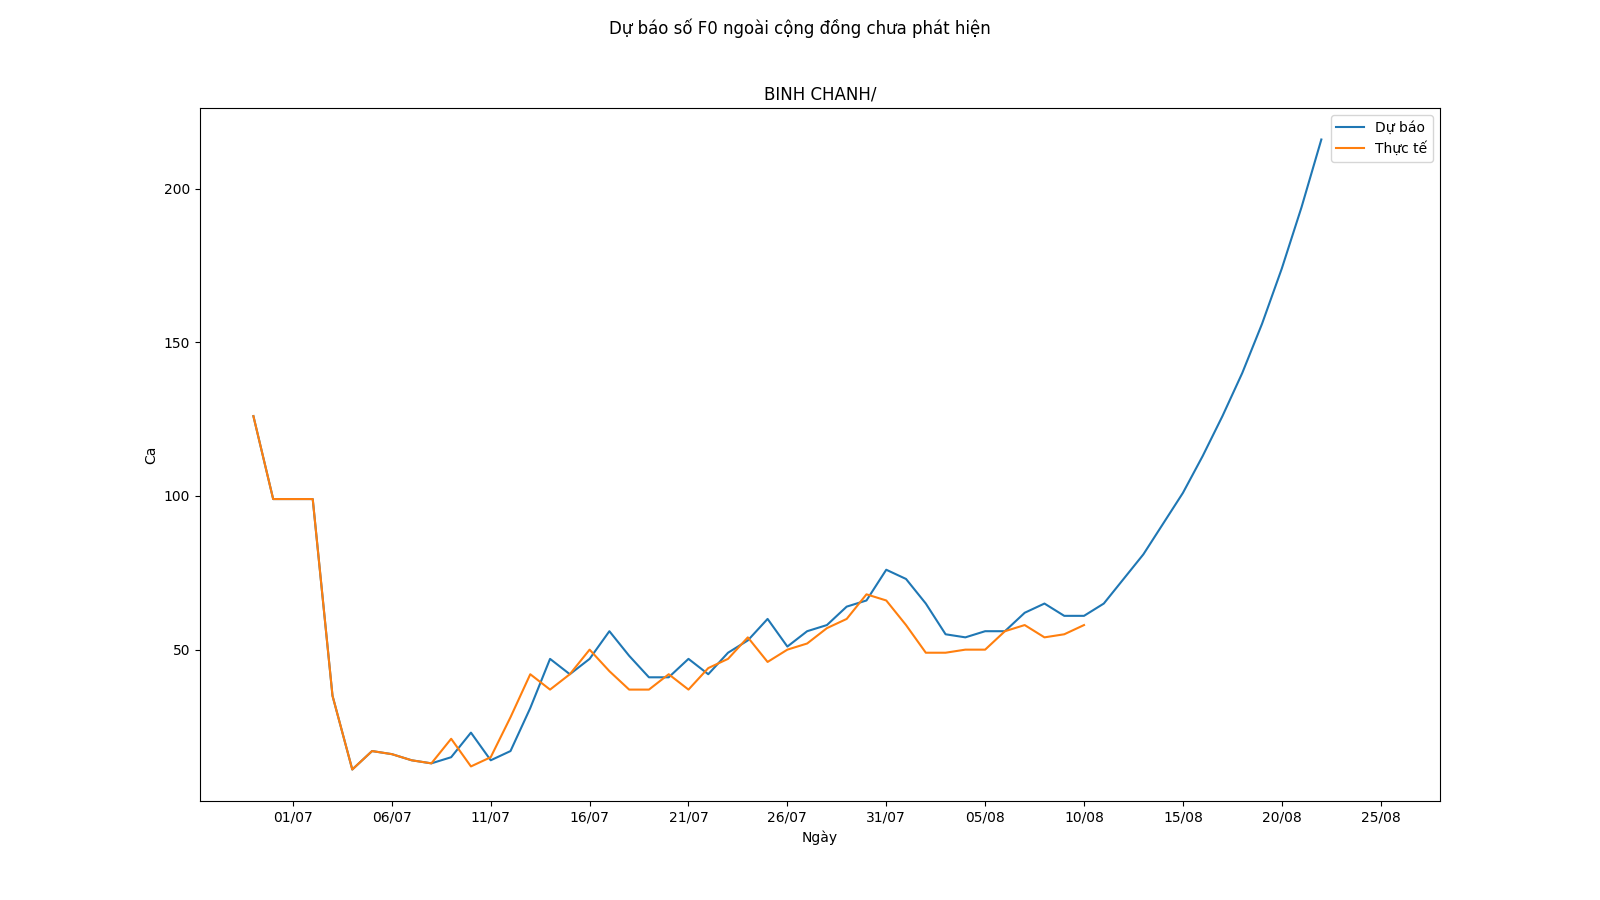 Dự báo số F0 ngoài cộng đồng chưa phát hiện
BINH CHANH/
Dự báo
Thực tế
200
150
100
50
Ca
01/07 06/07 11/07 16/07 21/07 26/07 31/07 05/08 10/08 15/08 20/08 25/08
Ngày